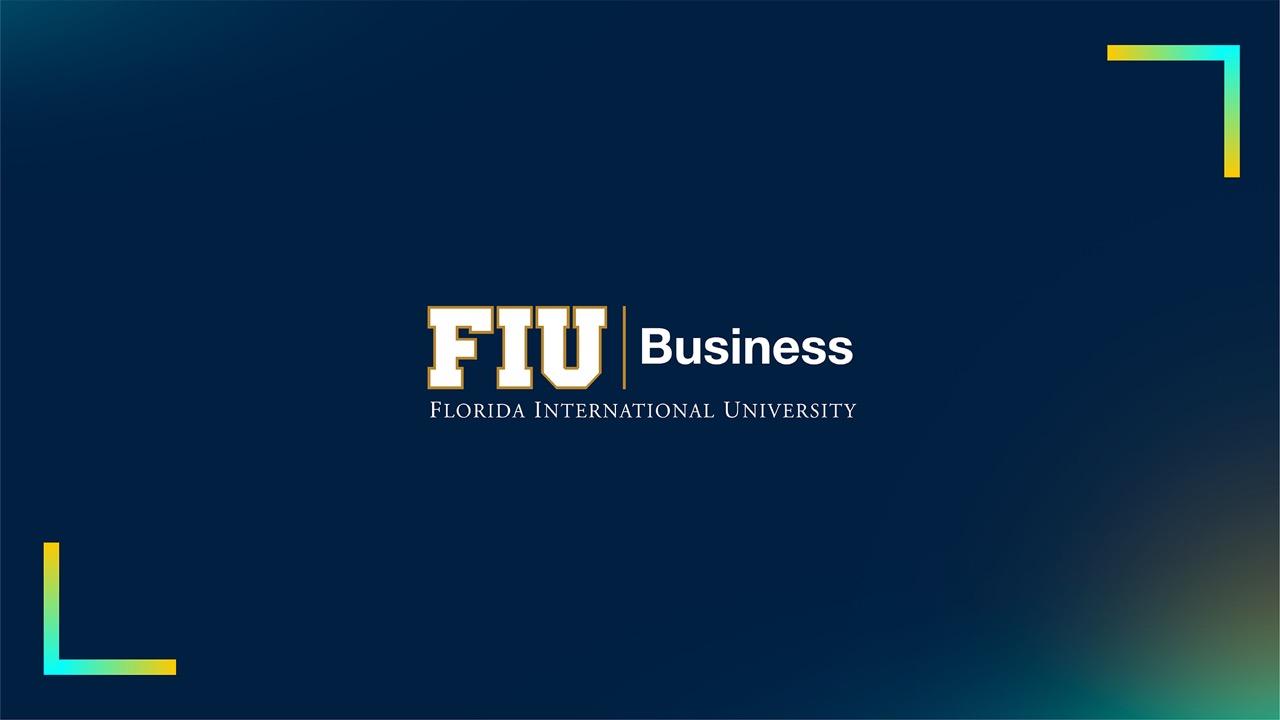 FIU | Business
FLORIDA INTERNATIONAL UNIVERSITY